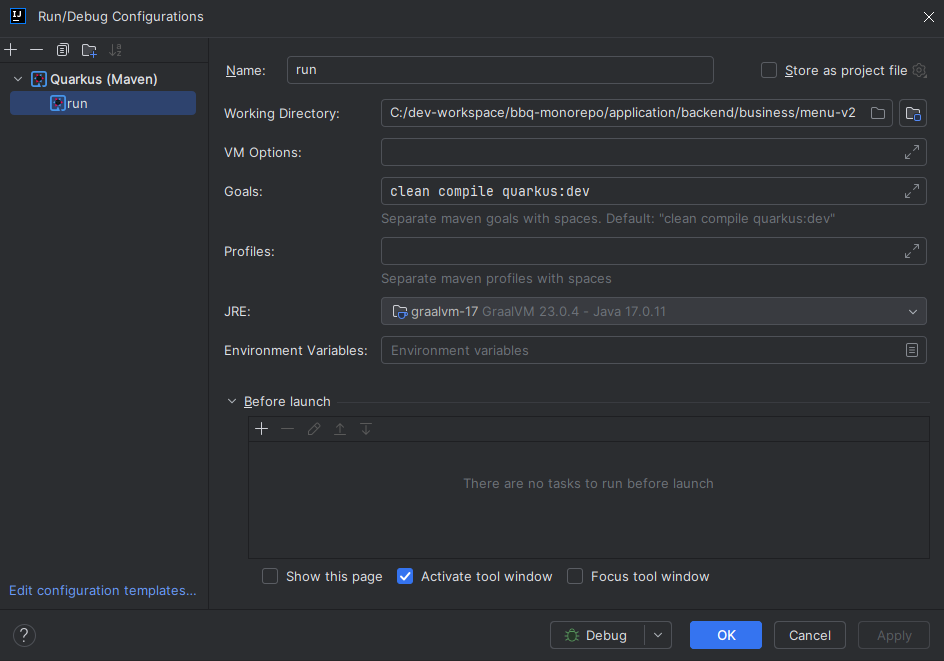 IJ
Run/Debug Configurations
Quarkus (Maven)
run
Name:
run
Store as project file
Working Directory:
C:/dev-workspace/bbq-monorepo/application/backend/business/menu-v2
VM Options:
Goals:
clean compile quarkus:dev
Separate maven goals with spaces. Default: "clean compile quarkus:dev"
Profiles:
Separate maven profiles with spaces
JRE:
graalvm-17 GraalVM 23.0.4 - Java 17.0.11
Environment Variables:
Environment variables
Before launch
There are no tasks to run before launch
Show this page
Activate tool window
Focus tool window
Edit configuration templates...
?
Debug
OK
Cancel
Apply